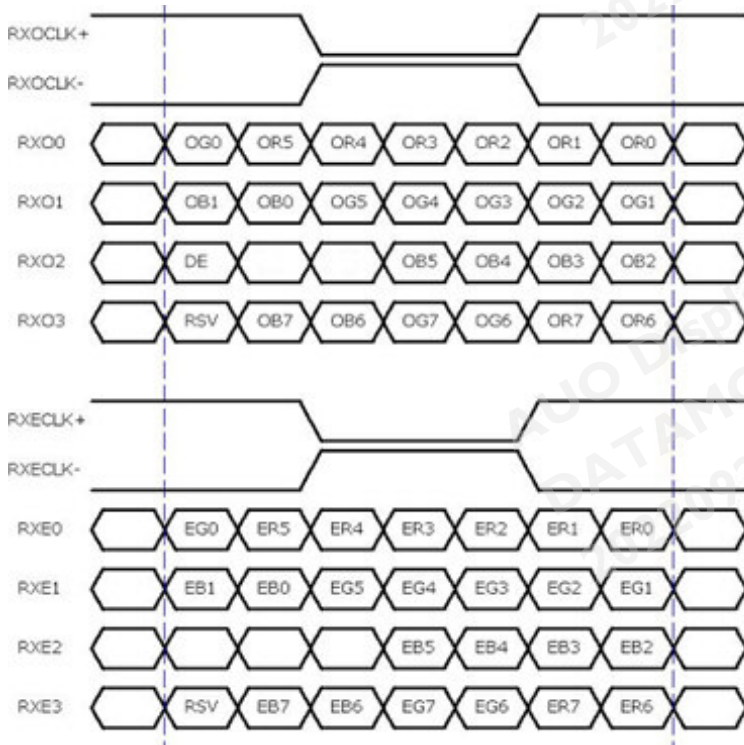 RXOCLK+
RXOCLK-
RXO0 OG0 OR5 OR4 OR3 OR2 OR1 OR0
RXO1 OB1 OB0 OG5 OG4 OG3 OG2 OG1
RXO2 DE OB5 OB4 OB3 OB2
RXO3 RSV OB7 OB6 OG7 OG6 OR7 OR6
RXECLK+
RXECLK-
RXE0 EG0 ER5 ER4 ER3 ER2 ER1 ER0
RXE1 EB1 EB0 EG5 EG4 EG3 EG2 EG1
RXE2 EB5 EB4 EB3 EB2
RXE3 RSV EB7 EB6 EG7 EG6 ER7 ER6
AUO